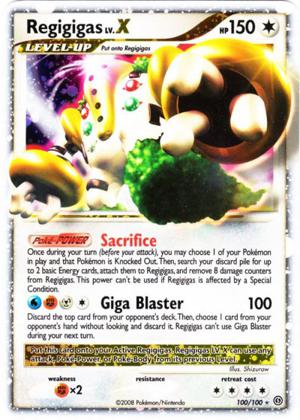 Regigigas LV.X HP 150
LEVEL-UP Put onto Regigigas
Poké-POWER Sacrifice
Once during your turn (before your attack), you may choose 1 of your Pokémon
in play and that Pokémon is Knocked Out. Then, search your discard pile for up
to 2 basic Energy cards, attach them to Regigigas, and remove 8 damage counters
from Regigigas. This power can't be used if Regigigas is affected by a Special
Condition.
Giga Blaster 100
Discard the top card from your opponent's deck. Then, choose 1 card from your
opponent's hand without looking and discard it. Regigigas can't use Giga Blaster
during your next turn.
Put this card onto your Active Regigigas. Regigigas LV.X can use any
attack, Poké-Power, or Poké-Body from its previous Level.
Illus. Shizurow
weakness resistance retreat cost
×2
©2008 Pokémon/Nintendo 100/100